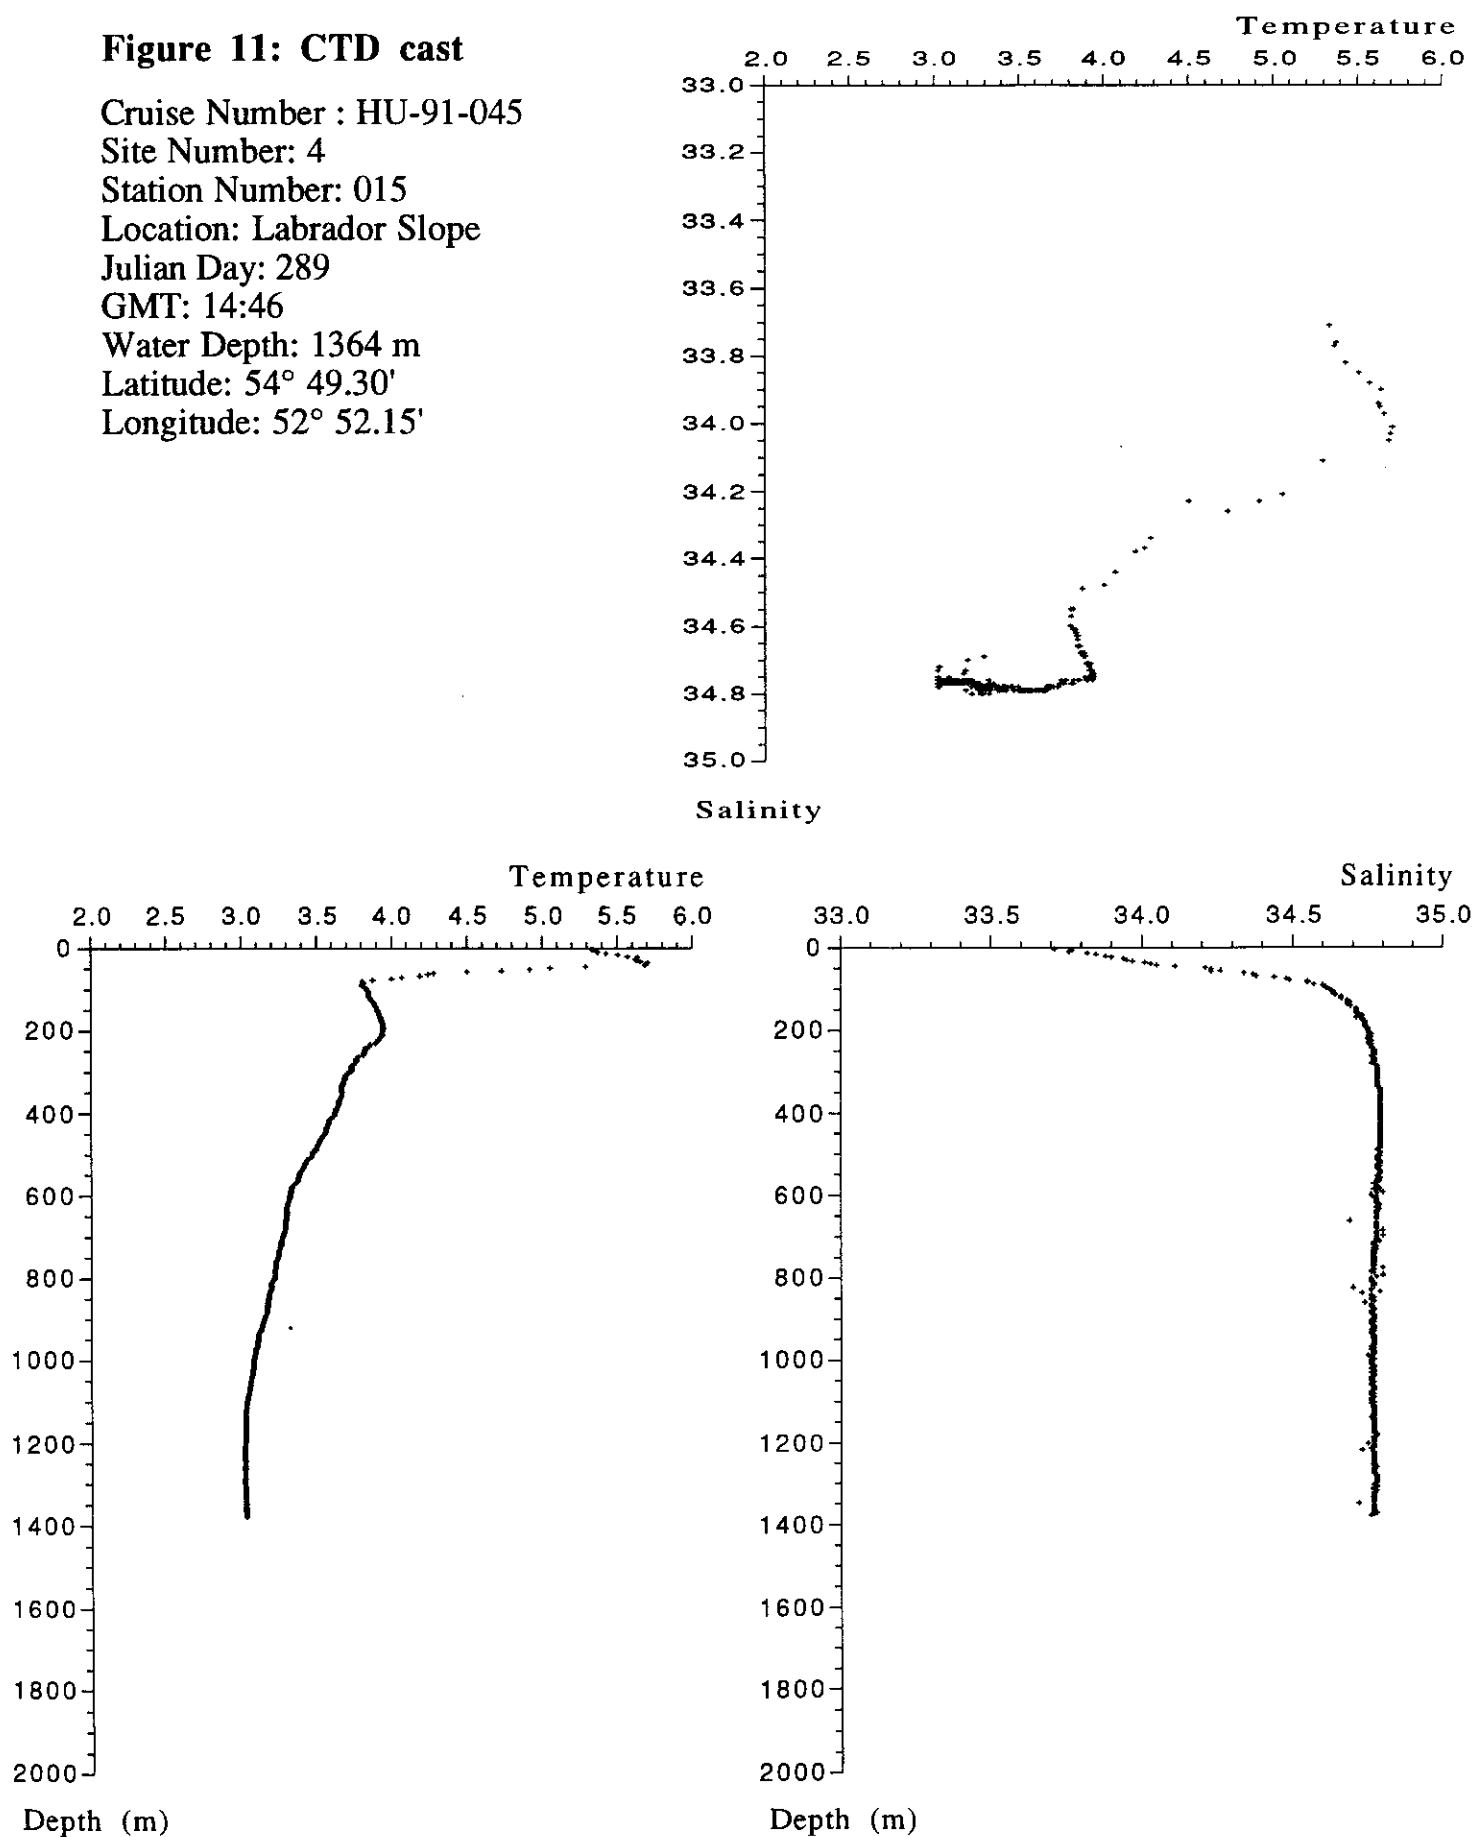 Figure 11: CTD cast
Cruise Number : HU-91-045
Site Number: 4
Station Number: 015
Location: Labrador Slope
Julian Day: 289
GMT: 14:46
Water Depth: 1364 m
Latitude: 54° 49.30'
Longitude: 52° 52.15'
Temperature
2.0 2.5 3.0 3.5 4.0 4.5 5.0 5.5 6.0
33.0
33.2
33.4
33.6
33.8
34.0
34.2
34.4
34.6
34.8
35.0
Salinity
Temperature
2.0 2.5 3.0 3.5 4.0 4.5 5.0 5.5 6.0
0
200
400
600
800
1000
1200
1400
1600
1800
2000
Depth (m)
Salinity
33.0 33.5 34.0 34.5 35.0
0
200
400
600
800
1000
1200
1400
1600
1800
2000
Depth (m)